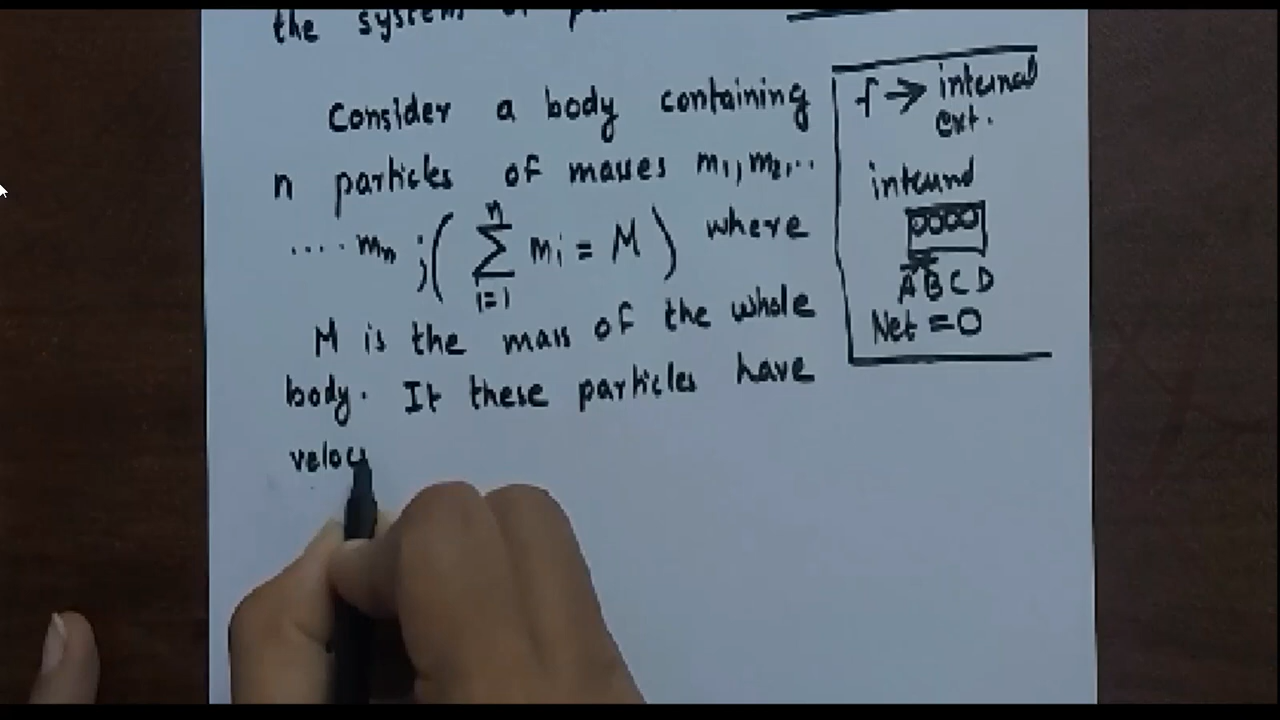 the system of
Consider a body containing
n particles of masses m₁, m₂,..
.... mₙ ; ( ∑ᵢ₌₁ⁿ mᵢ = M ) where
M is the mass of the whole
body. If these particles have
veloc
f → internal
ext.
internal
A B C D
Net = 0